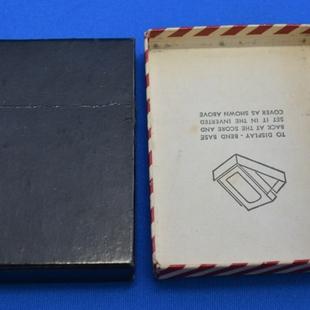 TO DISPLAY - BEND BASE
BACK AT THE SCORE AND
SET IT IN THE INVERTED
COVER AS SHOWN ABOVE